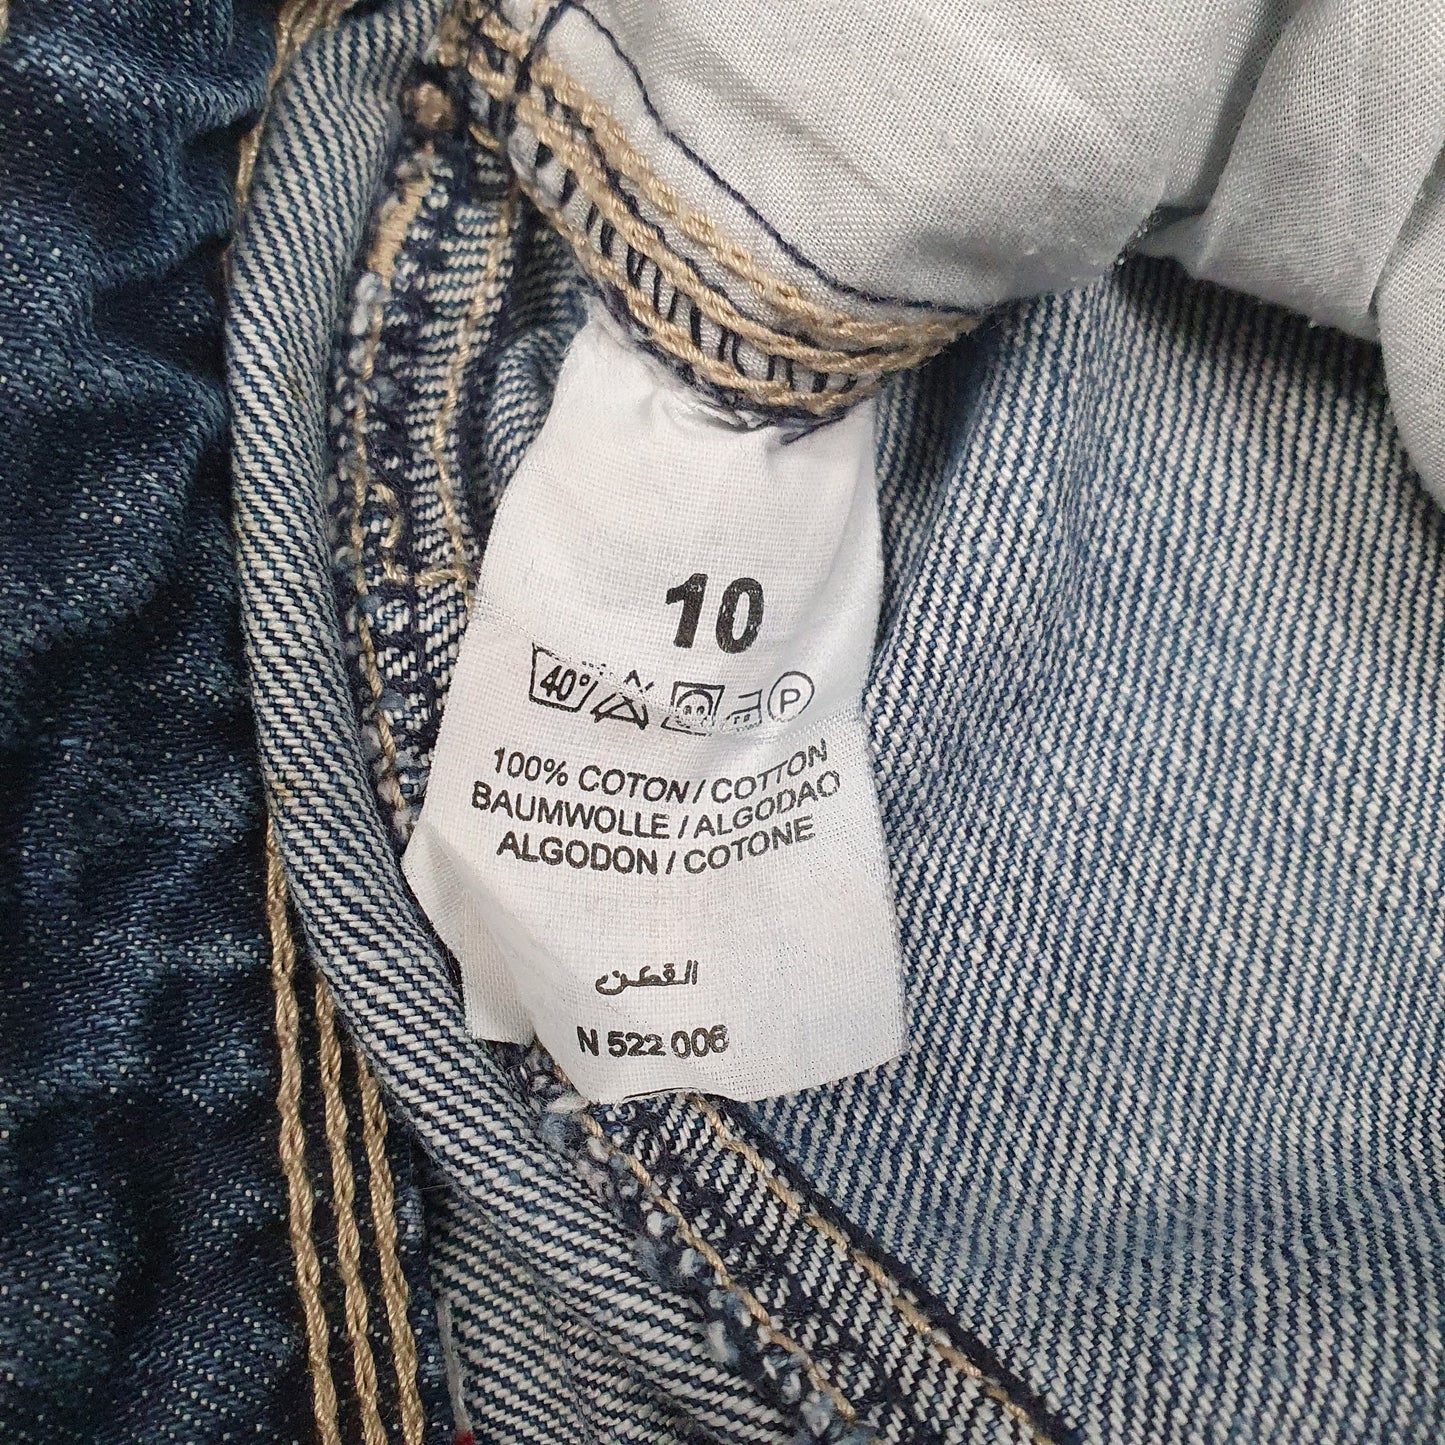 10
40° P
100% COTON / COTTON
BAUMWOLLE / ALGODAO
ALGODON / COTONE
القطن
N 522 006